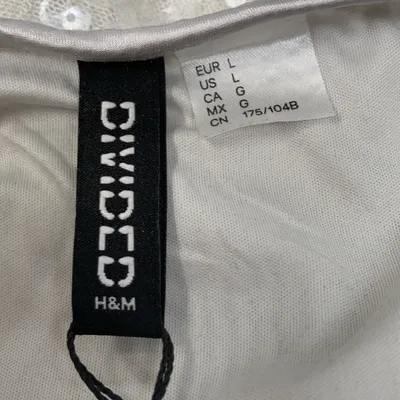 DIVIDED
H&M
EUR L
US L
CA G
MX G
CN 175/104B